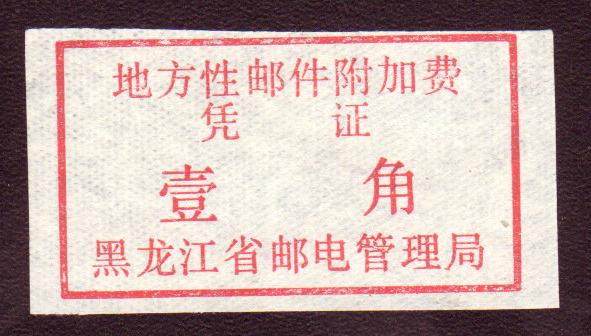 地方性邮件附加费
凭证
壹角
黑龙江省邮电管理局